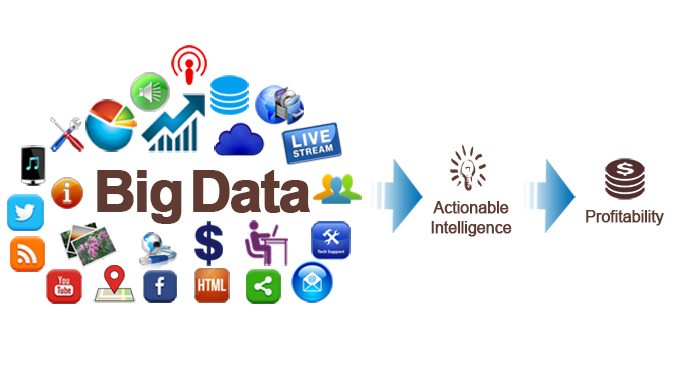 LIVE
STREAM
i
Big Data
Actionable
Intelligence
$
Profitability
$
Tech Support
You
Tube
f
HTML